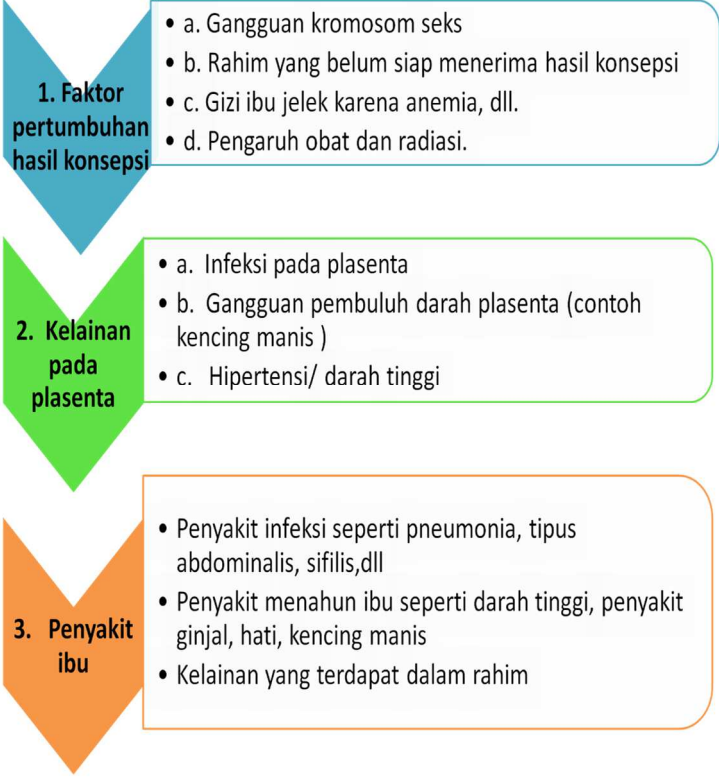 1. Faktor
pertumbuhan
hasil konsepsi
• a. Gangguan kromosom seks
• b. Rahim yang belum siap menerima hasil konsepsi
• c. Gizi ibu jelek karena anemia, dll.
• d. Pengaruh obat dan radiasi.
2. Kelainan
pada
plasenta
• a. Infeksi pada plasenta
• b. Gangguan pembuluh darah plasenta (contoh
kencing manis )
• c. Hipertensi/ darah tinggi
3. Penyakit
ibu
• Penyakit infeksi seperti pneumonia, tipus
abdominalis, sifilis,dll
• Penyakit menahun ibu seperti darah tinggi, penyakit
ginjal, hati, kencing manis
• Kelainan yang terdapat dalam rahim